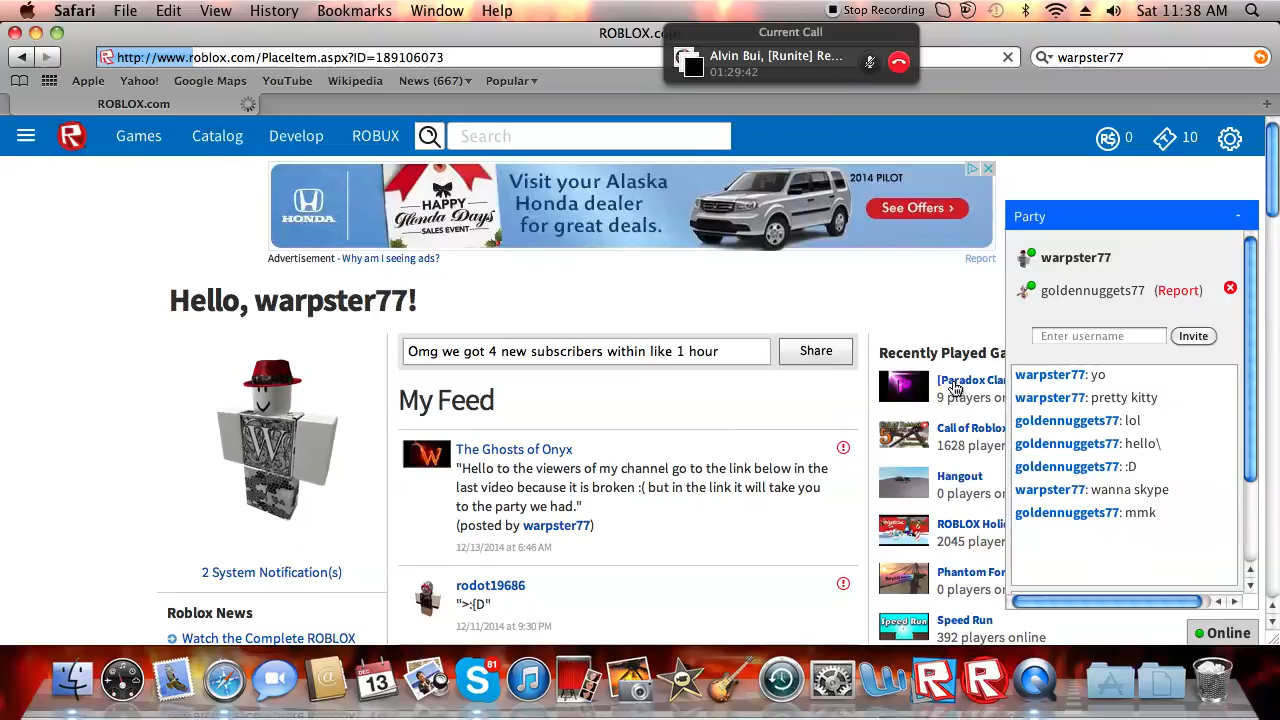 Safari File Edit View History Bookmarks Window Help
Stop Recording
Sat 11:38 AM
ROBLOX.co
Current Call
Alvin Bui, [Runite] Re...
01:29:42
http://www.roblox.com/PlaceItem.aspx?ID=189106073
warpster77
Apple Yahoo! Google Maps YouTube Wikipedia News (667) Popular
ROBLOX.com
Games Catalog Develop ROBUX
Search
R$ 0
10
HONDA
HAPPY
Honda Days
SALES EVENT
Visit your Alaska
Honda dealer
for great deals.
2014 PILOT
See Offers ›
Advertisement - Why am I seeing ads?
Report
Hello, warpster77!
2 System Notification(s)
Roblox News
Watch the Complete ROBLOX
Omg we got 4 new subscribers within like 1 hour
Share
My Feed
The Ghosts of Onyx
"Hello to the viewers of my channel go to the link below in the
last video because it is broken :( but in the link it will take you
to the party we had."
(posted by warpster77)
12/13/2014 at 6:46 AM
rodot19686
">:{D"
12/11/2014 at 9:30 PM
Recently Played Ga
[Paradox Cla
9 players o
Call of Roblox
1628 player
Hangout
0 players or
ROBLOX Holi
2045 player
Phantom For
0 players or
Speed Run
392 players online
Party -
warpster77
goldennuggets77 (Report)
Enter username
Invite
warpster77: yo
warpster77: pretty kitty
goldennuggets77: lol
goldennuggets77: hello\
goldennuggets77: :D
warpster77: wanna skype
goldennuggets77: mmk
Online
DEC
13
81